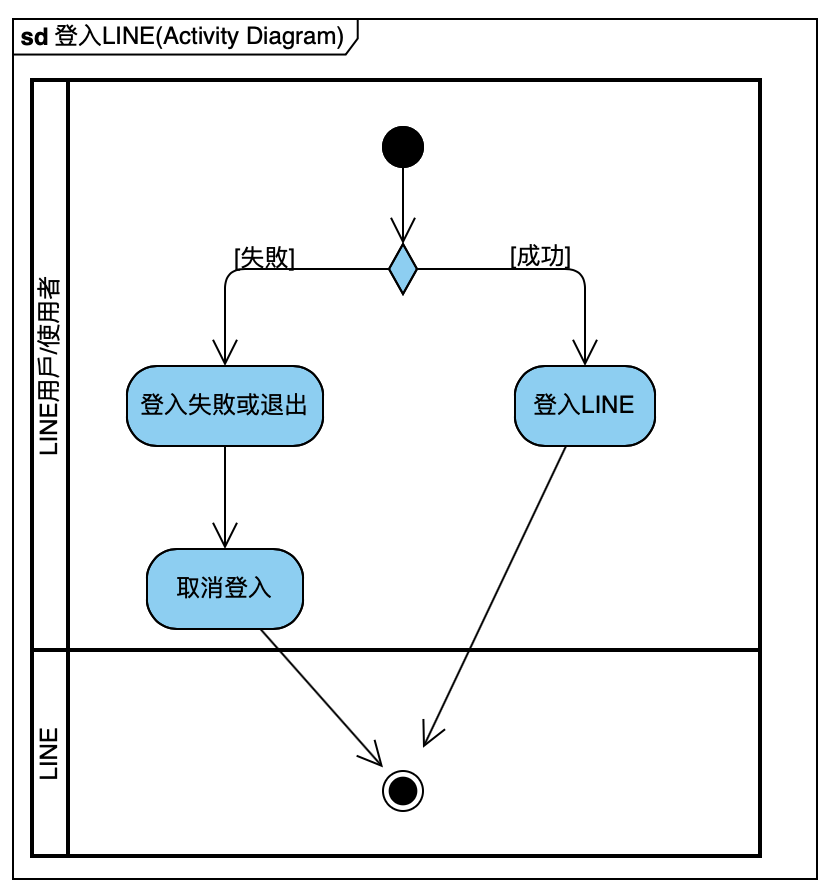 sd 登入LINE(Activity Diagram)
LINE用戶/使用者
[失敗]
[成功]
登入失敗或退出
登入LINE
取消登入
LINE